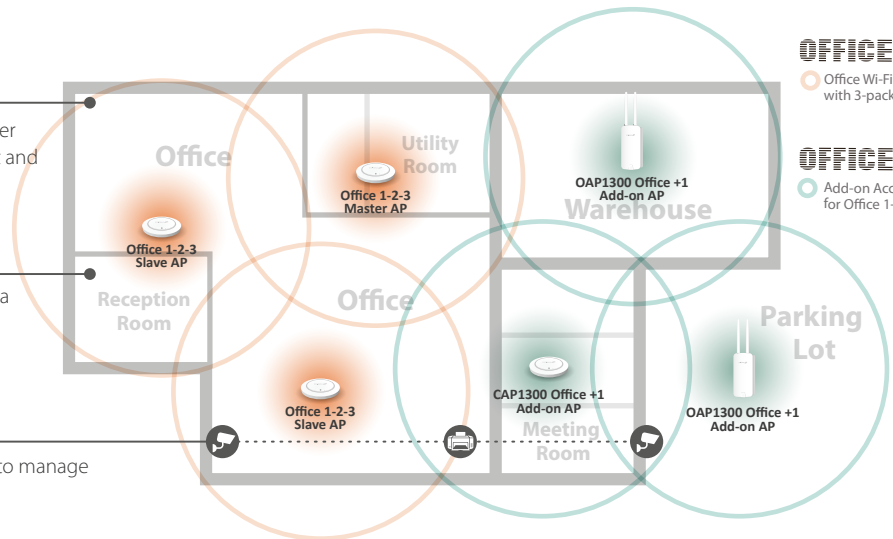 er
and
a
to manage
Office
Utility
Room
Office 1-2-3
Master AP
Office 1-2-3
Slave AP
Reception
Room
Office
Office 1-2-3
Slave AP
OAP1300 Office +1
Add-on AP
Warehouse
CAP1300 Office +1
Add-on AP
Meeting
Room
Parking
Lot
OAP1300 Office +1
Add-on AP
OFFICE
Office Wi-Fi
with 3-pack
OFFICE
Add-on Acc
for Office 1-